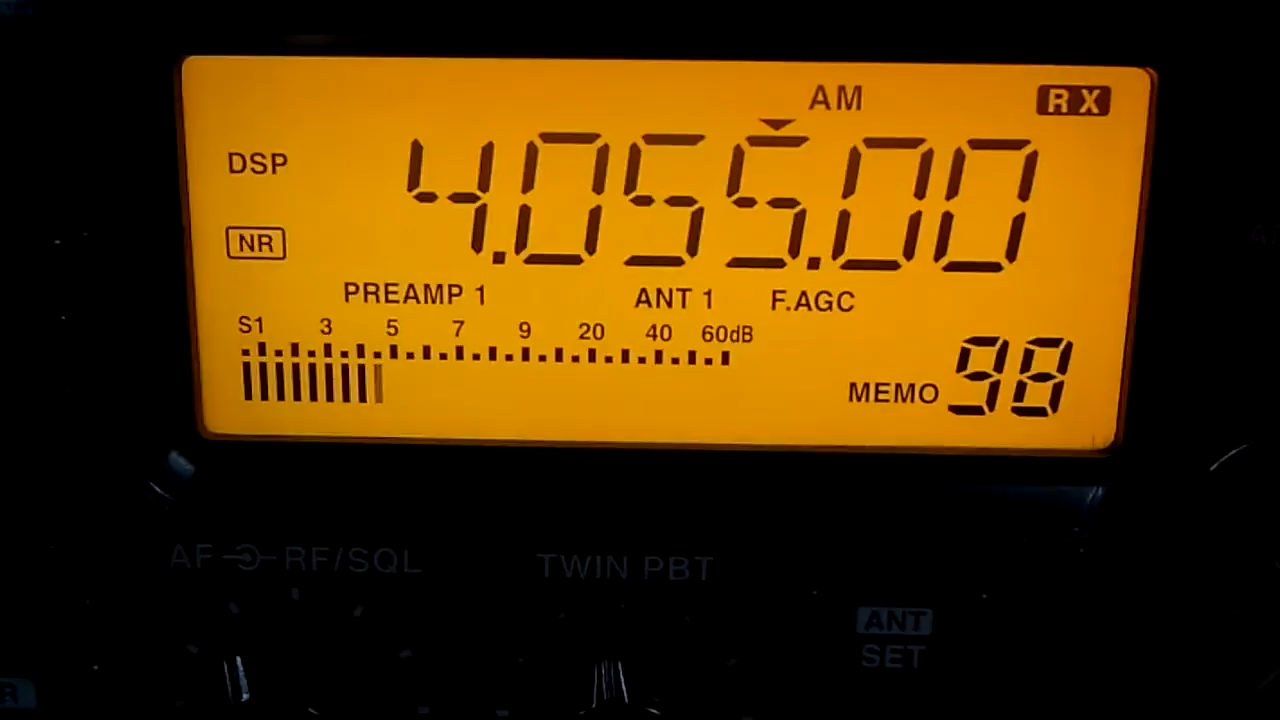 AM RX
DSP 4.055.00
NR
PREAMP 1 ANT 1 F.AGC
S1 3 5 7 9 20 40 60dB
MEMO 98
AF RF/SQL TWIN PBT
ANT
SET